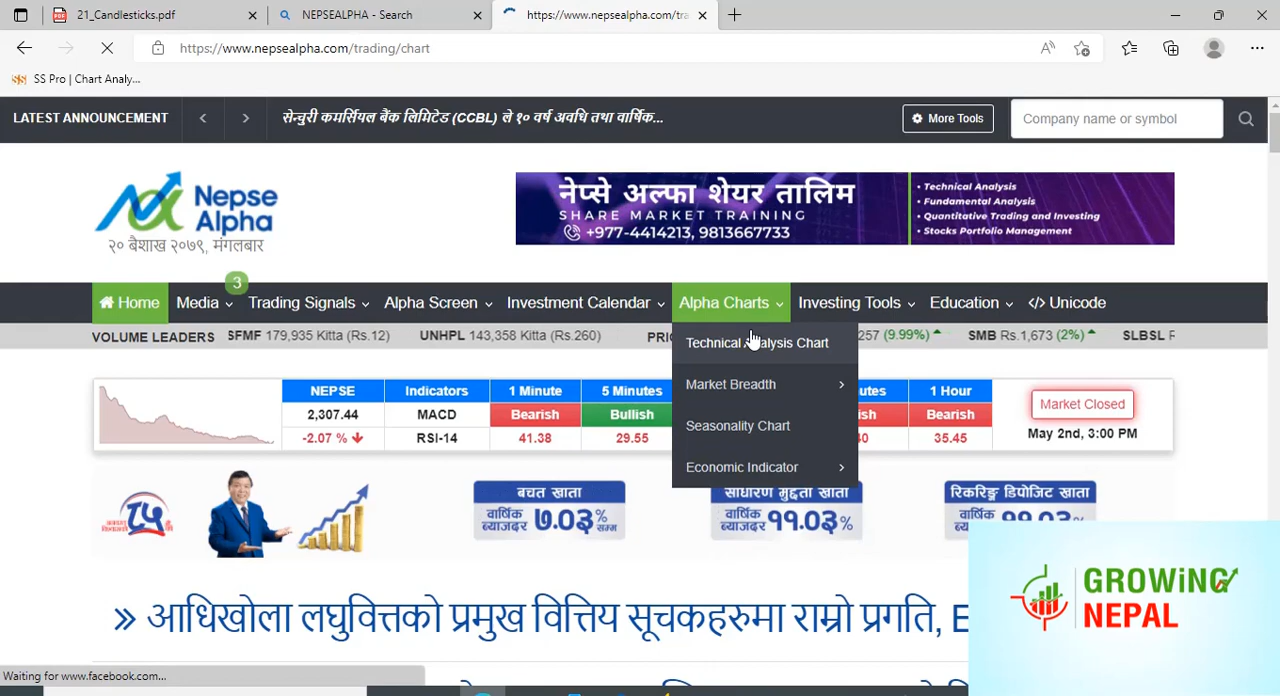 21_Candlesticks.pdf
NEPSEALPHA - Search
https://www.nepsealpha.com/tra
https://www.nepsealpha.com/trading/chart
SS Pro | Chart Analy...
LATEST ANNOUNCEMENT
सेन्चुरी कमर्सियल बैंक लिमिटेड (CCBL) ले १० वर्ष अवधि तथा वार्षिक...
More Tools
Company name or symbol
Nepse
Alpha
२० बैशाख २०७९, मंगलबार
नेप्से अल्फा शेयर तालिम
SHARE MARKET TRAINING
+977-4414213, 9813667733
• Technical Analysis
• Fundamental Analysis
• Quantitative Trading and Investing
• Stocks Portfolio Management
3
Home Media Trading Signals Alpha Screen Investment Calendar Alpha Charts Investing Tools Education </> Unicode
VOLUME LEADERS SFMF 179,935 Kitta (Rs.12) UNHPL 143,358 Kitta (Rs.260) 257 (9.99%) SMB Rs.1,673 (2%) SLBSL
Technical Analysis Chart
Market Breadth
Seasonality Chart
Economic Indicator
NEPSE Indicators 1 Minute 5 Minutes 1 Hour
2,307.44 MACD Bearish Bullish Bearish
-2.07 % RSI-14 41.38 29.55 35.45
Market Closed
May 2nd, 3:00 PM
बचत खाता
वार्षिक ब्याजदर ७.०३% सम्म
साधारण मुद्दती खाता
वार्षिक ब्याजदर ११.०३%
रिकरिङ्ग डिपोजिट खाता
वार्षिक
GROWiNG
NEPAL
» आधिखोला लघुवित्तको प्रमुख वित्तिय सूचकहरुमा राम्रो प्रगति, E
Waiting for www.facebook.com...